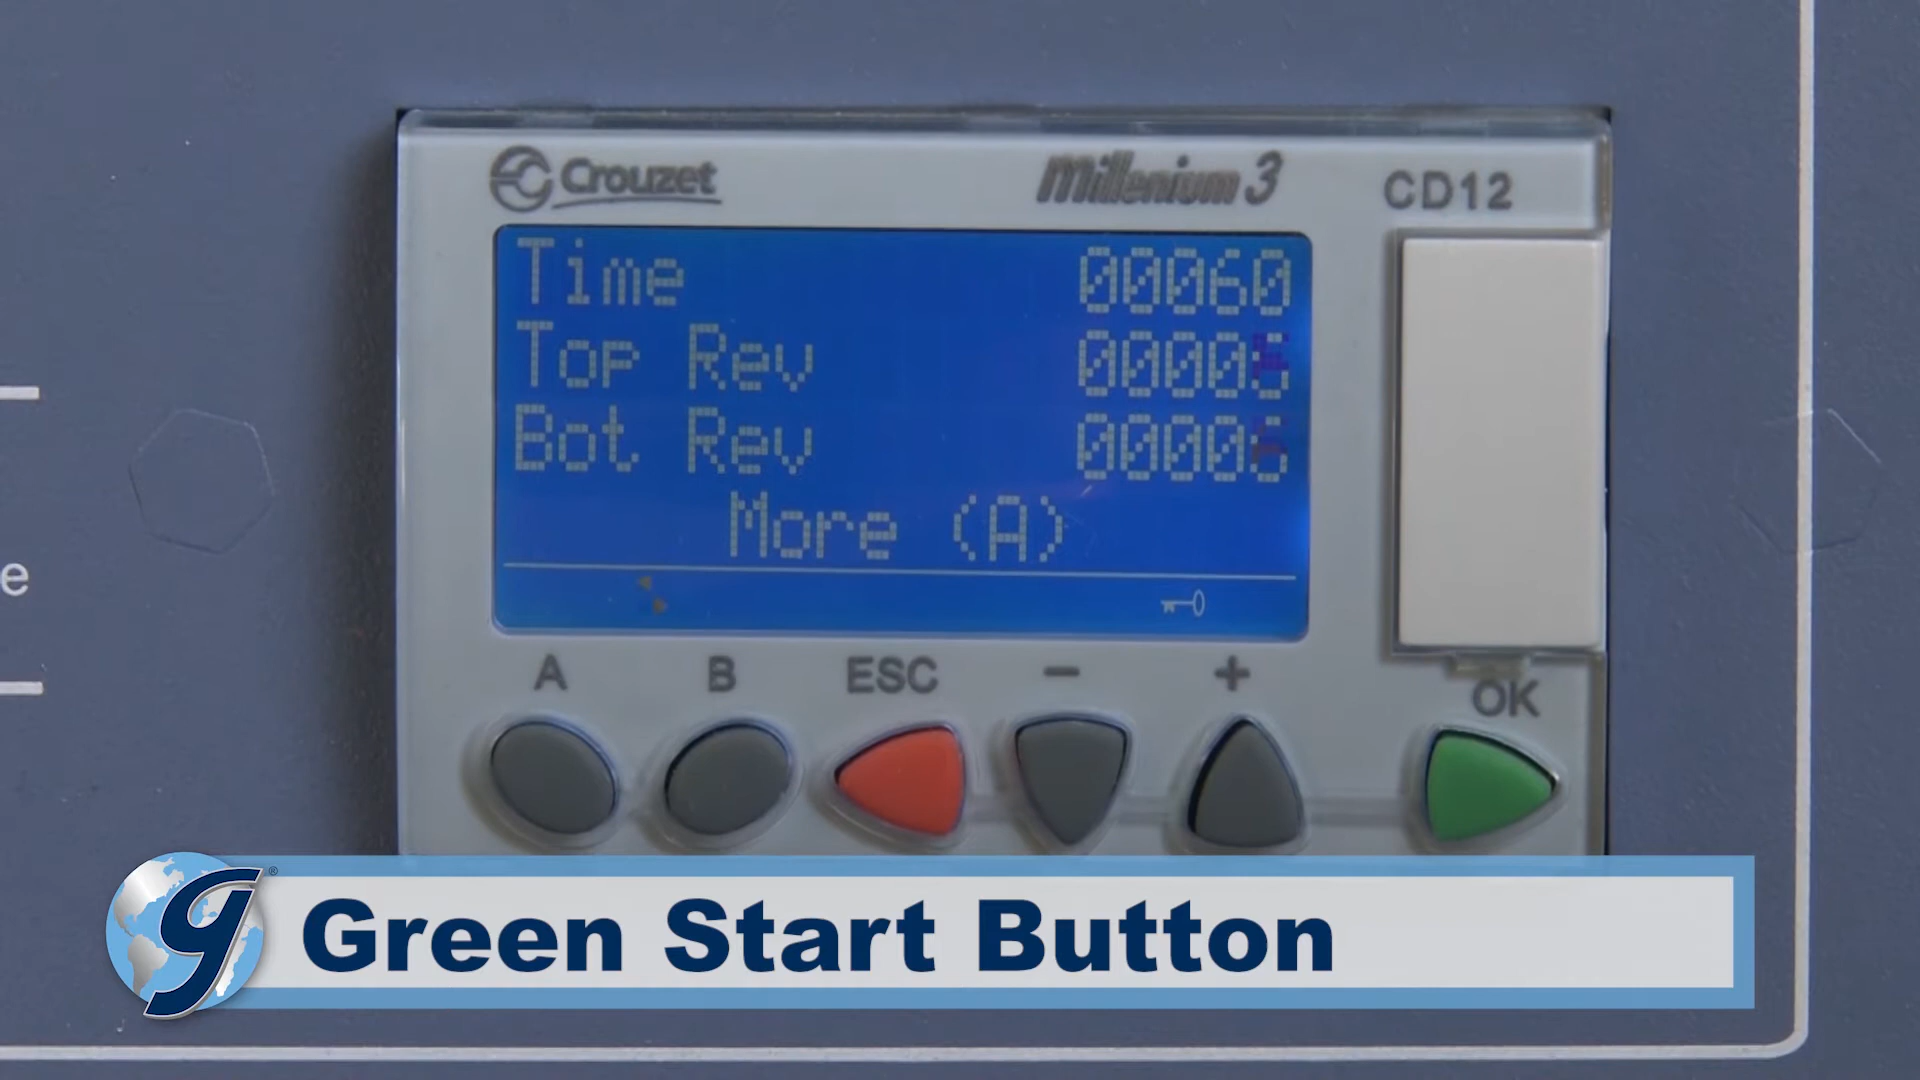 Crouzet Millenium 3 CD12
Time 00060
Top Rev
Bot Rev
More (A)
A B ESC - + OK
e
g Green Start Button